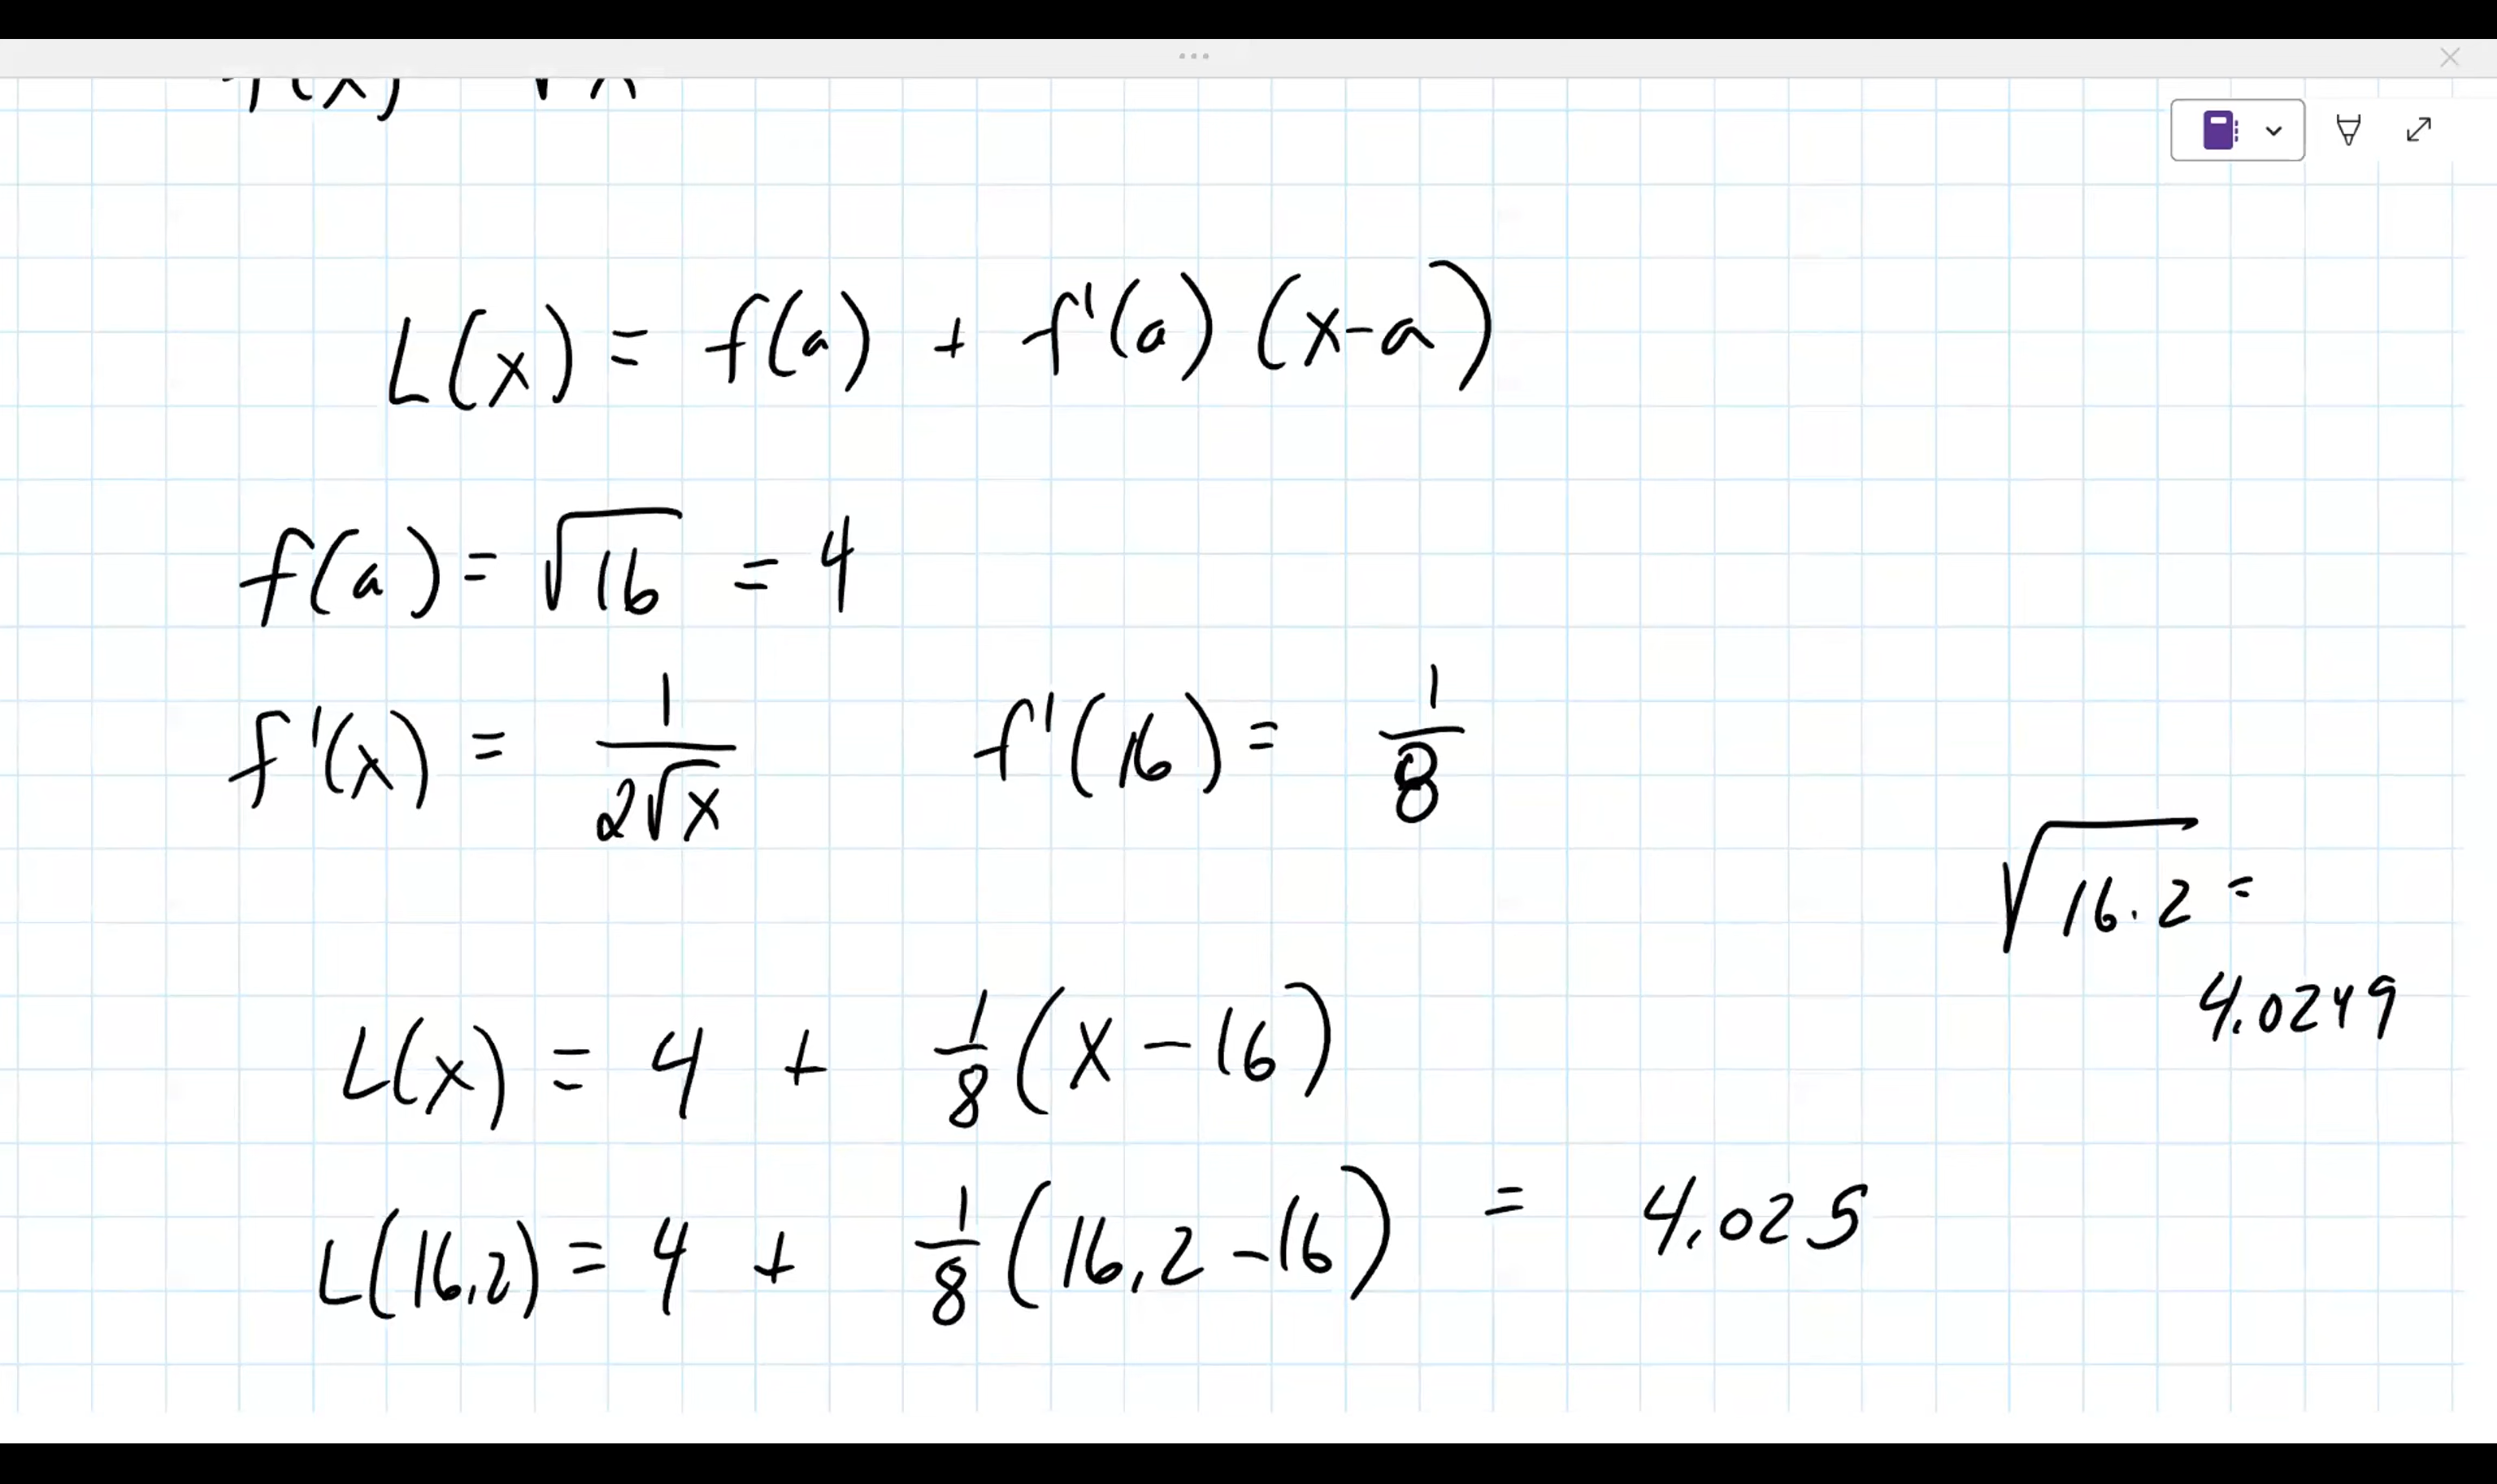 f(x) √x
L(x) = f(a) + f'(a) (x-a)
f(a) = √16 = 4
f'(x) = 1/(2√x) f'(16) = 1/8
√16.2 =
4.0249
L(x) = 4 + 1/8 (x - 16)
L(16.2) = 4 + 1/8 (16.2 - 16) = 4.025